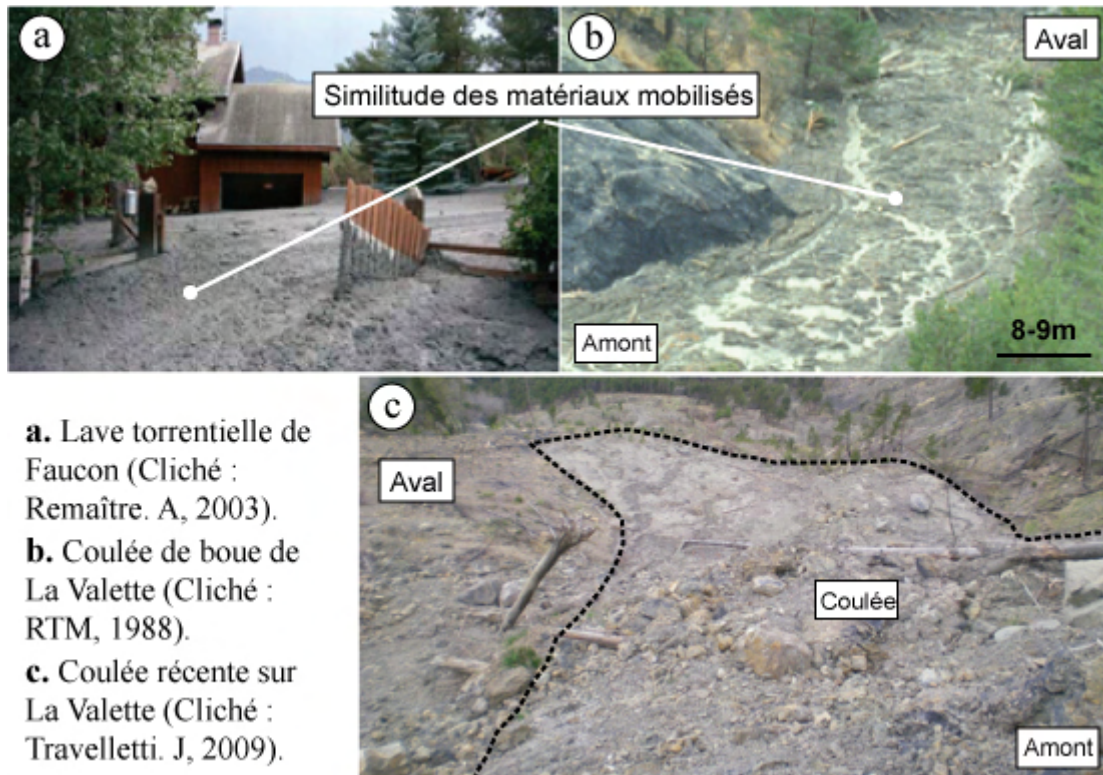 a
b
Aval
Similitude des matériaux mobilisés
Amont
8-9m
a. Lave torrentielle de
Faucon (Cliché :
Remaître. A, 2003).
b. Coulée de boue de
La Valette (Cliché :
RTM, 1988).
c. Coulée récente sur
La Valette (Cliché :
Travelletti. J, 2009).
c
Aval
Coulée
Amont